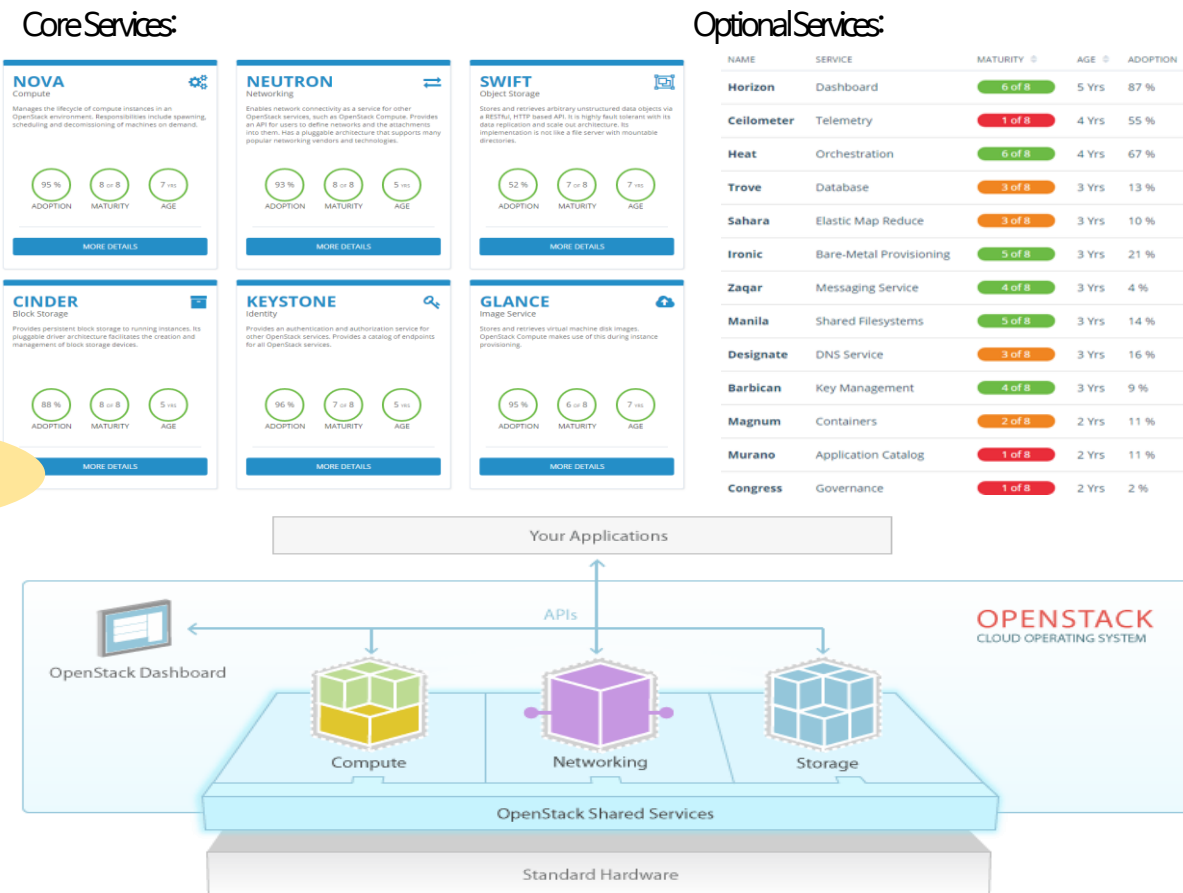 Core Services:
Optional Services:
NOVA
Compute
Manages the lifecycle of compute instances in an
OpenStack environment. Responsibilities include spawning,
scheduling and decomissioning of machines on demand.
95 %
8 OF 8
7 YRS
ADOPTION MATURITY AGE
MORE DETAILS
NEUTRON
Networking
Enables network connectivity as a service for other
OpenStack services, such as OpenStack Compute. Provides
an API for users to define networks and the attachments
into them. Has a pluggable architecture that supports many
popular networking vendors and technologies.
93 %
8 OF 8
5 YRS
ADOPTION MATURITY AGE
MORE DETAILS
SWIFT
Object Storage
Stores and retrieves arbitrary unstructured data objects via
a RESTful, HTTP based API. It is highly fault tolerant with its
data replication and scale out architecture. Its
implementation is not like a file server with mountable
directories.
52 %
7 OF 8
7 YRS
ADOPTION MATURITY AGE
MORE DETAILS
CINDER
Block Storage
Provides persistent block storage to running instances. Its
pluggable driver architecture facilitates the creation and
management of block storage devices.
88 %
8 OF 8
5 YRS
ADOPTION MATURITY AGE
MORE DETAILS
KEYSTONE
Identity
Provides an authentication and authorization service for
other OpenStack services. Provides a catalog of endpoints
for all OpenStack services.
96 %
7 OF 8
5 YRS
ADOPTION MATURITY AGE
MORE DETAILS
GLANCE
Image Service
Stores and retrieves virtual machine disk images.
OpenStack Compute makes use of this during instance
provisioning.
95 %
6 OF 8
7 YRS
ADOPTION MATURITY AGE
MORE DETAILS
NAME SERVICE MATURITY AGE ADOPTION
Horizon Dashboard 6 of 8 5 Yrs 87 %
Ceilometer Telemetry 1 of 8 4 Yrs 55 %
Heat Orchestration 6 of 8 4 Yrs 67 %
Trove Database 3 of 8 3 Yrs 13 %
Sahara Elastic Map Reduce 3 of 8 3 Yrs 10 %
Ironic Bare-Metal Provisioning 5 of 8 3 Yrs 21 %
Zaqar Messaging Service 4 of 8 3 Yrs 4 %
Manila Shared Filesystems 5 of 8 3 Yrs 14 %
Designate DNS Service 3 of 8 3 Yrs 16 %
Barbican Key Management 4 of 8 3 Yrs 9 %
Magnum Containers 2 of 8 2 Yrs 11 %
Murano Application Catalog 1 of 8 2 Yrs 11 %
Congress Governance 1 of 8 2 Yrs 2 %
Your Applications
APIs
OPENSTACK
CLOUD OPERATING SYSTEM
OpenStack Dashboard
Compute
Networking
Storage
OpenStack Shared Services
Standard Hardware